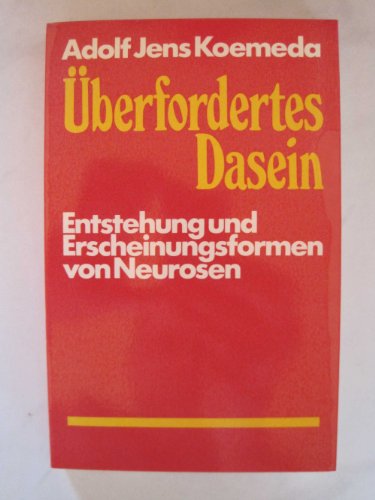 Adolf Jens Koemeda
Überfordertes
Dasein
Entstehung und
Erscheinungsformen
von Neurosen